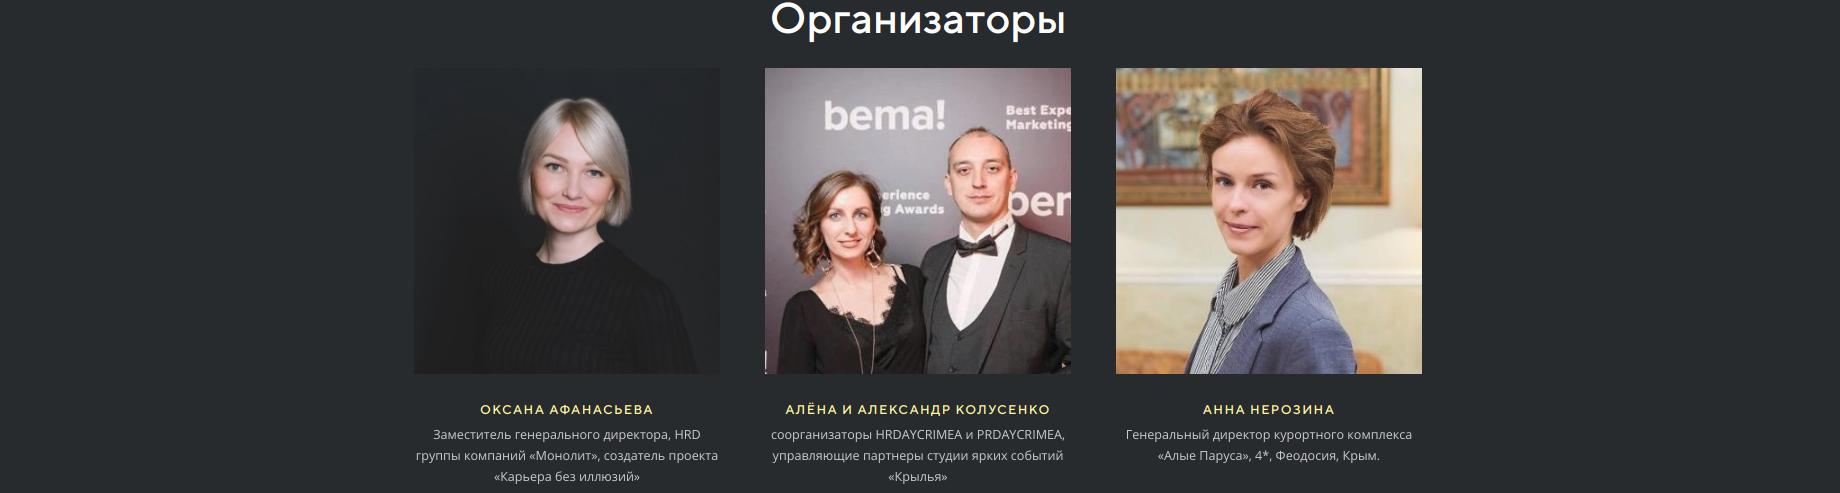 Организаторы
bema!
Best Expe
Marketing
erience
g Awards
ben
ОКСАНА АФАНАСЬЕВА
Заместитель генерального директора, HRD
группы компаний «Монолит», создатель проекта
«Карьера без иллюзий»
АЛЁНА И АЛЕКСАНДР КОЛУСЕНКО
соорганизаторы HRDAYCRIMEA и PRDAYCRIMEA,
управляющие партнеры студии ярких событий
«Крылья»
АННА НЕРОЗИНА
Генеральный директор курортного комплекса
«Алые Паруса», 4*, Феодосия, Крым.